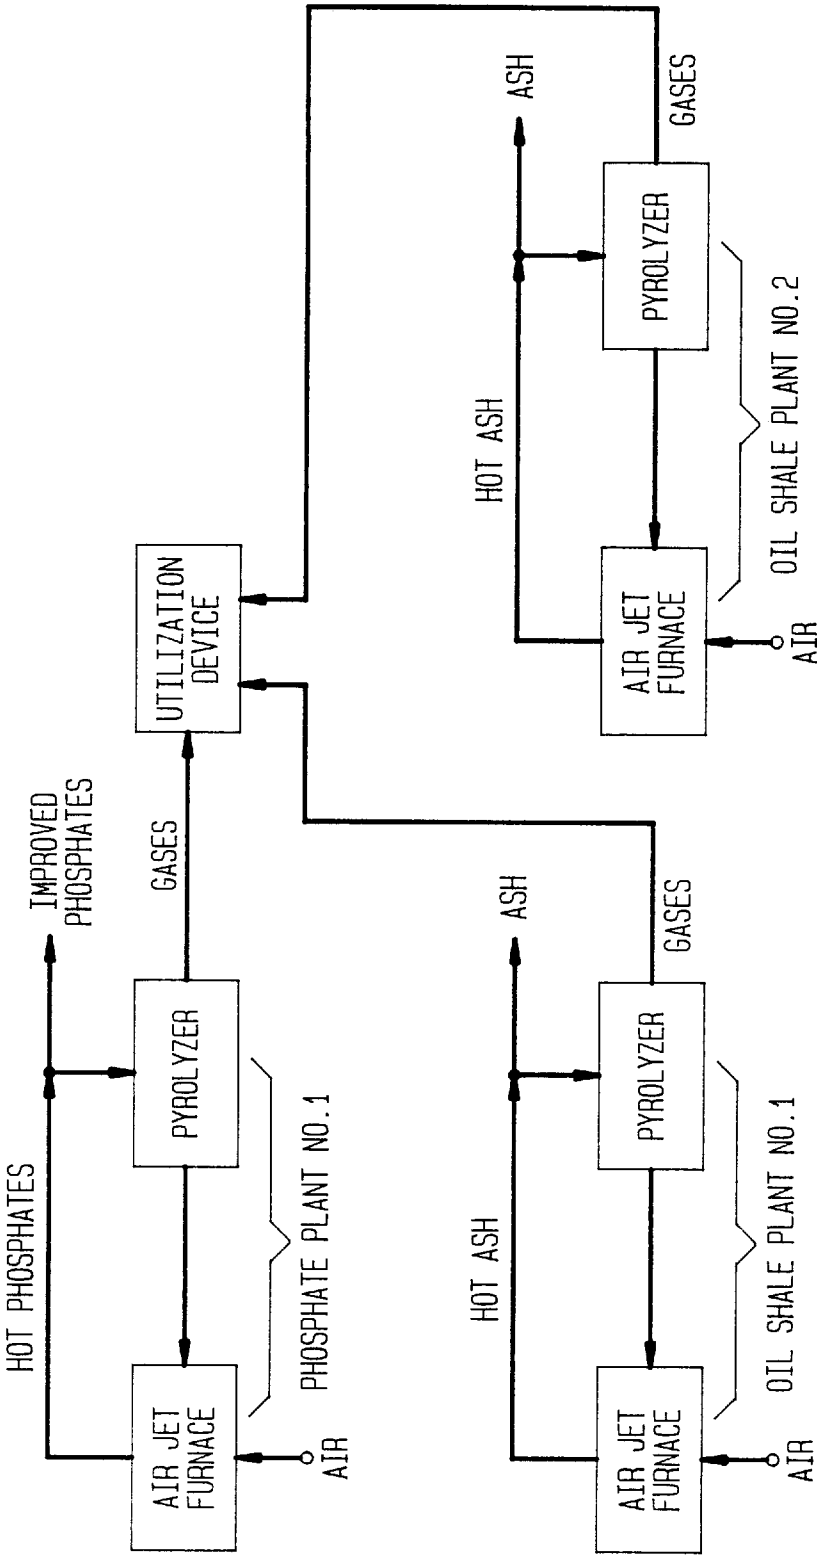 HOT PHOSPHATES
IMPROVED
PHOSPHATES
AIR JET
FURNACE
PYROLYZER
GASES
UTILIZATION
DEVICE
AIR
PHOSPHATE PLANT NO.1
HOT ASH
ASH
AIR JET
FURNACE
PYROLYZER
GASES
AIR
OIL SHALE PLANT NO.1
HOT ASH
ASH
AIR JET
FURNACE
PYROLYZER
GASES
AIR
OIL SHALE PLANT NO.2